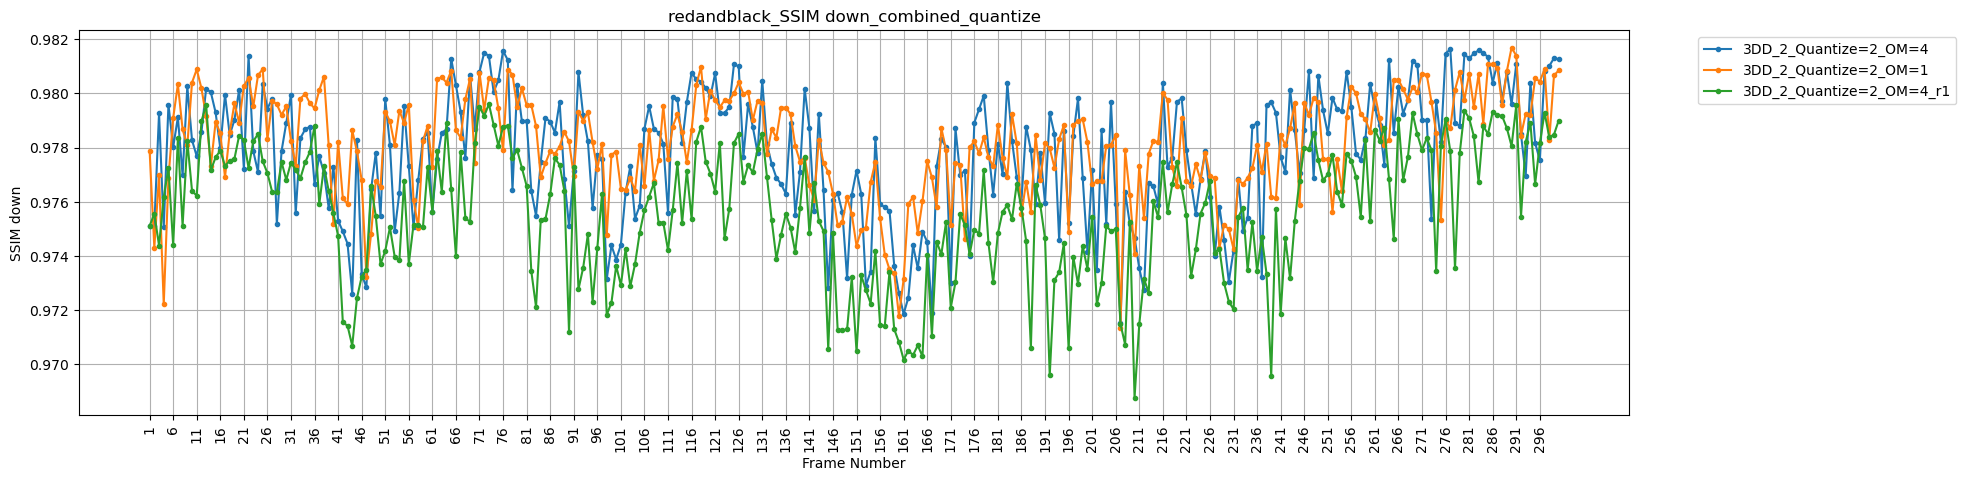 redandblack_SSIM down_combined_quantize
3DD_2_Quantize=2_OM=4
3DD_2_Quantize=2_OM=1
3DD_2_Quantize=2_OM=4_r1
SSIM down
0.982
0.980
0.978
0.976
0.974
0.972
0.970
1 6 11 16 21 26 31 36 41 46 51 56 61 66 71 76 81 86 91 96 101 106 111 116 121 126 131 136 141 146 151 156 161 166 171 176 181 186 191 196 201 206 211 216 221 226 231 236 241 246 251 256 261 266 271 276 281 286 291 296
Frame Number